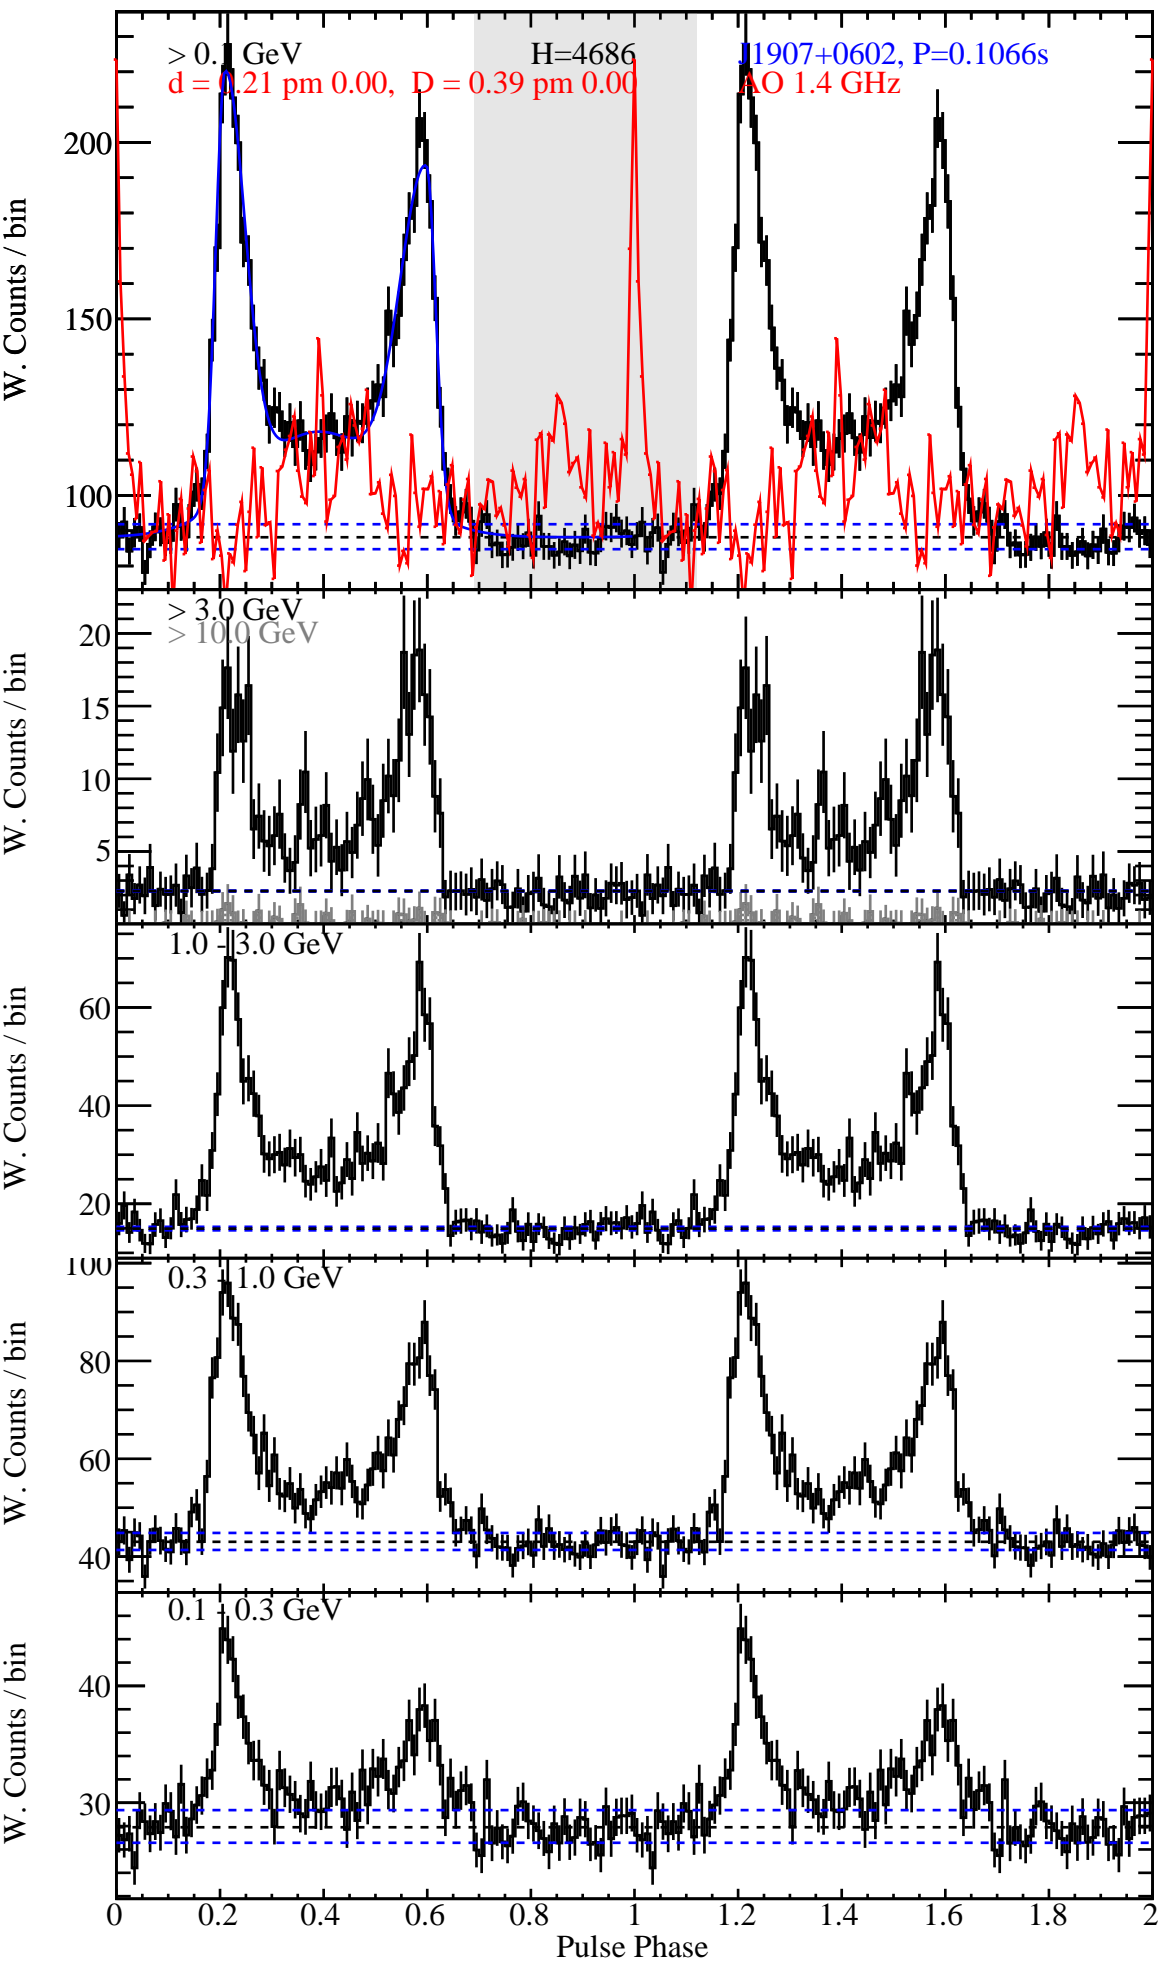 > 0.1 GeV H=4686 J1907+0602, P=0.1066s
d = 0.21 pm 0.00, D = 0.39 pm 0.00 AO 1.4 GHz
200
150
100
W. Counts / bin
> 3.0 GeV
> 10.0 GeV
20
15
10
5
W. Counts / bin
1.0 - 3.0 GeV
60
40
20
W. Counts / bin
0.3 - 1.0 GeV
100
80
60
40
W. Counts / bin
0.1 - 0.3 GeV
40
30
W. Counts / bin
0 0.2 0.4 0.6 0.8 1 1.2 1.4 1.6 1.8 2
Pulse Phase